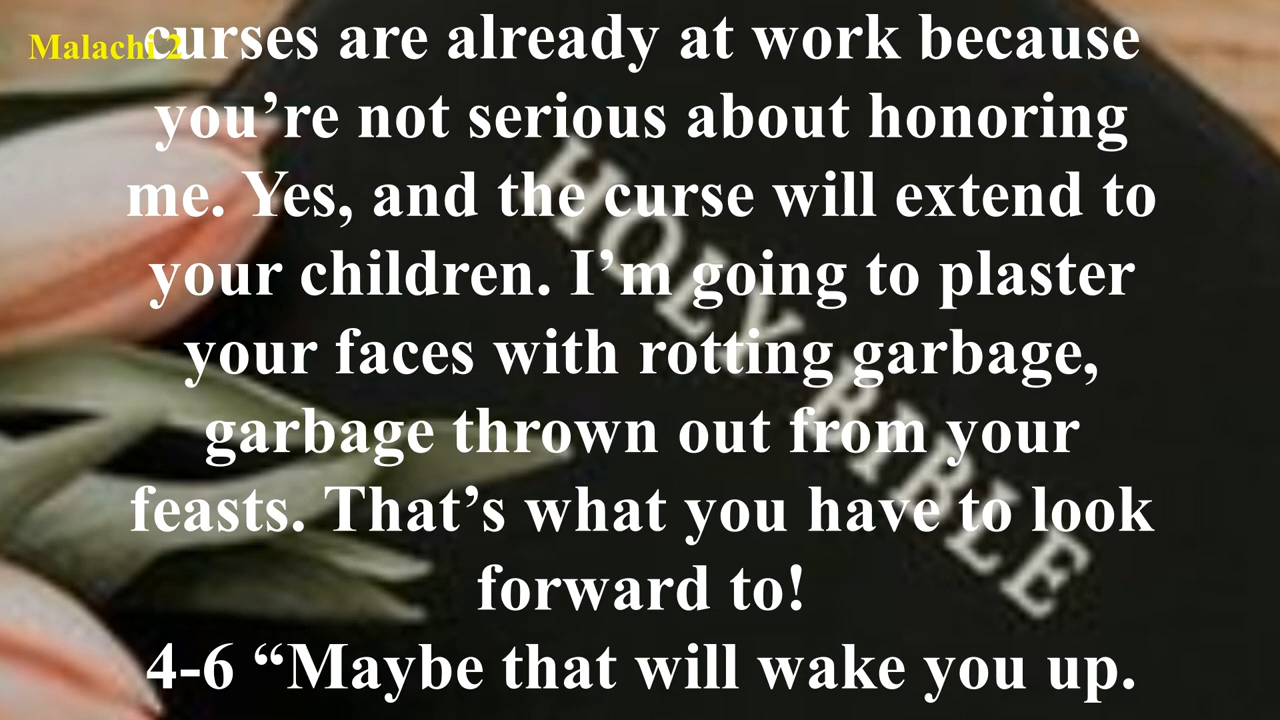 Malachi 2
curses are already at work because
you’re not serious about honoring
me. Yes, and the curse will extend to
your children. I’m going to plaster
your faces with rotting garbage,
garbage thrown out from your
feasts. That’s what you have to look
forward to!
4-6 “Maybe that will wake you up.
HOLY BIBLE